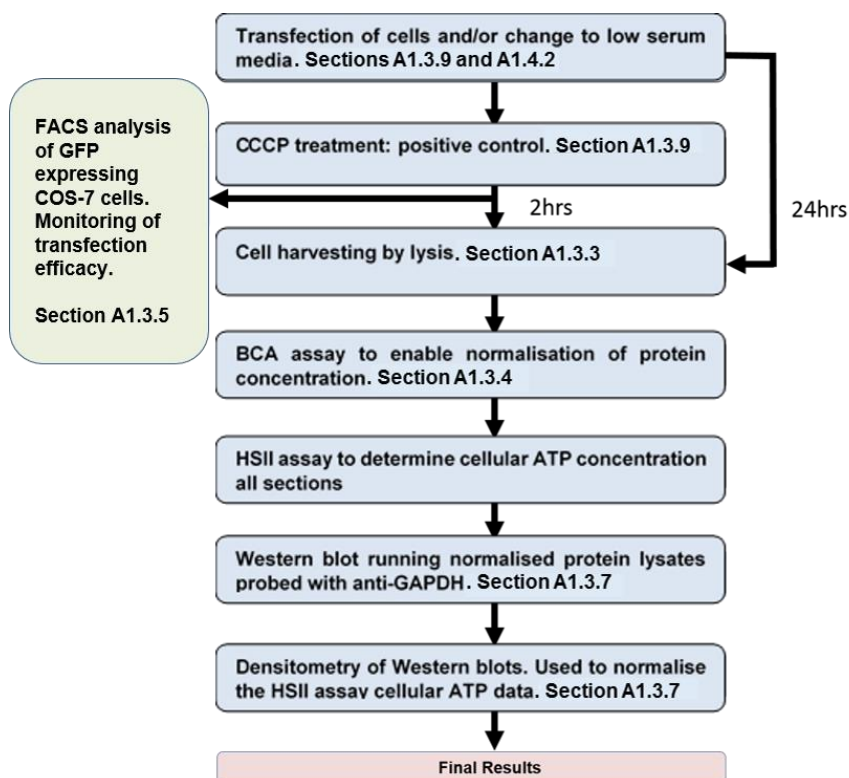 Transfection of cells and/or change to low serum
media. Sections A1.3.9 and A1.4.2
FACS analysis
of GFP
expressing
COS-7 cells.
Monitoring of
transfection
efficacy.
Section A1.3.5
CCCP treatment: positive control. Section A1.3.9
2hrs
24hrs
Cell harvesting by lysis. Section A1.3.3
BCA assay to enable normalisation of protein
concentration. Section A1.3.4
HSII assay to determine cellular ATP concentration
all sections
Western blot running normalised protein lysates
probed with anti-GAPDH. Section A1.3.7
Densitometry of Western blots. Used to normalise
the HSII assay cellular ATP data. Section A1.3.7
Final Results